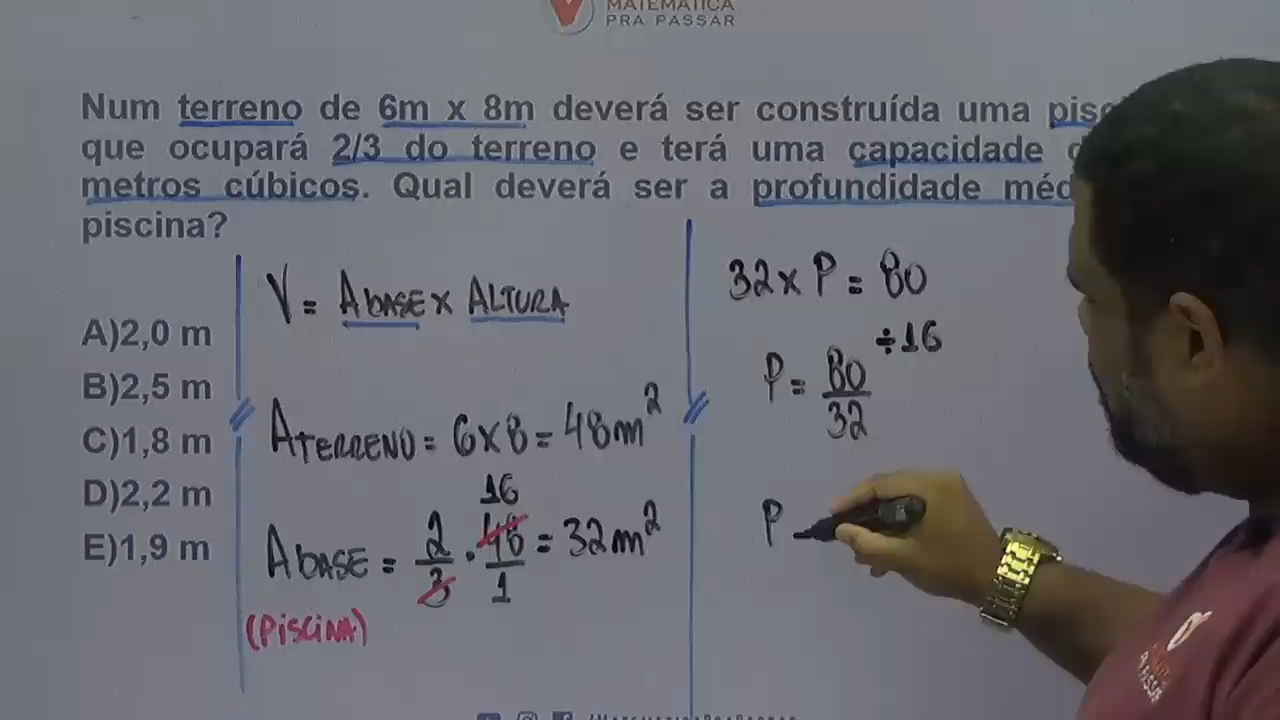 MATEMÁTICA
PRA PASSAR
Num terreno de 6m x 8m deverá ser construída uma
que ocupará 2/3 do terreno e terá uma capacidade
metros cúbicos. Qual deverá ser a profundidade
piscina?
A)2,0 m
B)2,5 m
C)1,8 m
D)2,2 m
E)1,9 m
V = ABASE x ALTURA
ATERRENO = 6x8 = 48m²
16
ABASE = 2/3 . 48/1 = 32m²
(PISCINA)
32 x P = 80
÷16
P = 80/32
P -